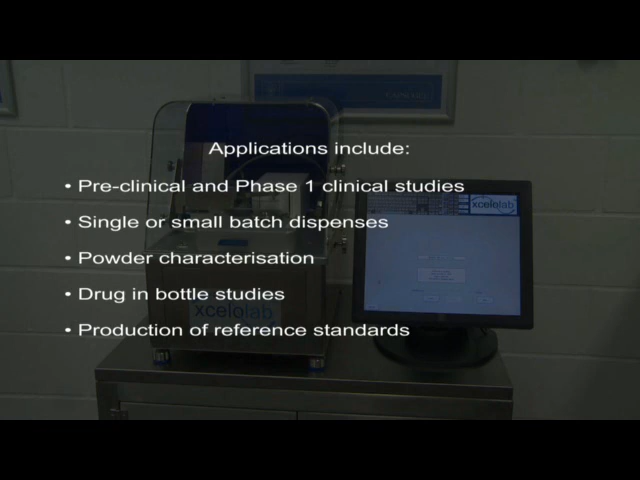 Applications include:
• Pre-clinical and Phase 1 clinical studies
• Single or small batch dispenses
xcelolab
• Powder characterisation
• Drug in bottle studies
xcelolab
• Production of reference standards